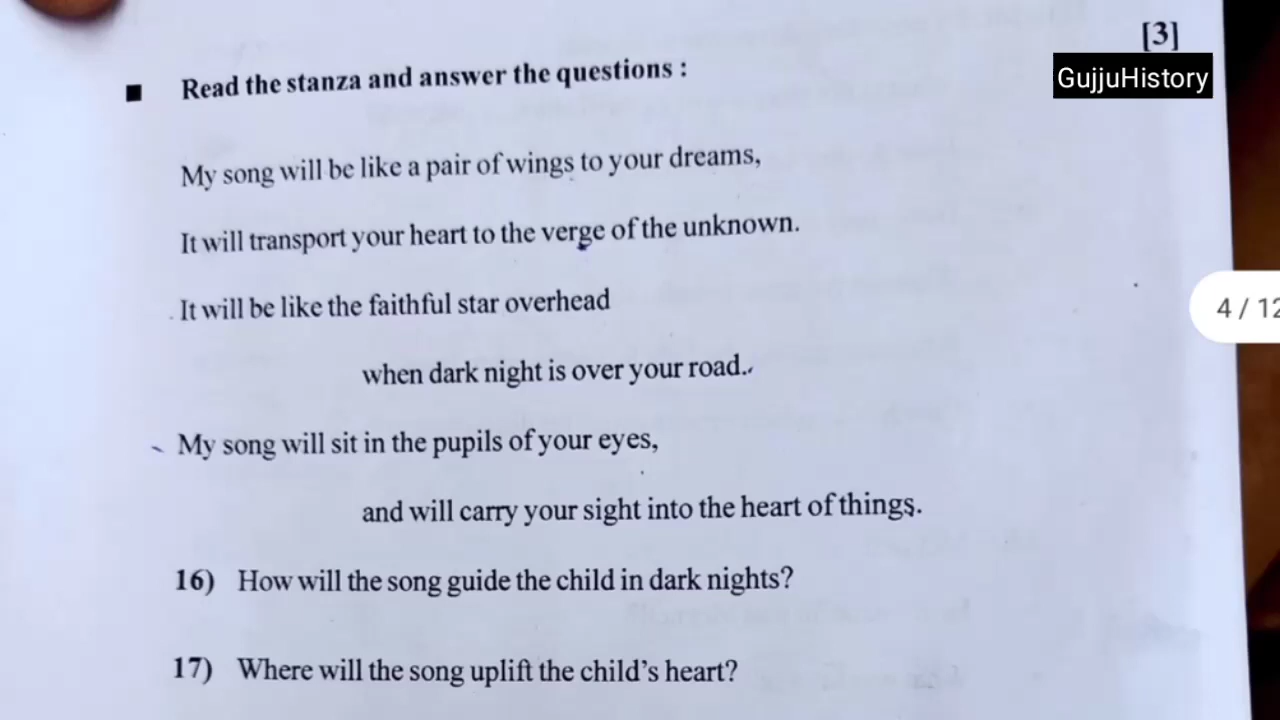 [3]
GujjuHistory
■ Read the stanza and answer the questions :
My song will be like a pair of wings to your dreams,
It will transport your heart to the verge of the unknown.
It will be like the faithful star overhead
when dark night is over your road.
4 / 12
My song will sit in the pupils of your eyes,
and will carry your sight into the heart of things.
16) How will the song guide the child in dark nights?
17) Where will the song uplift the child's heart?